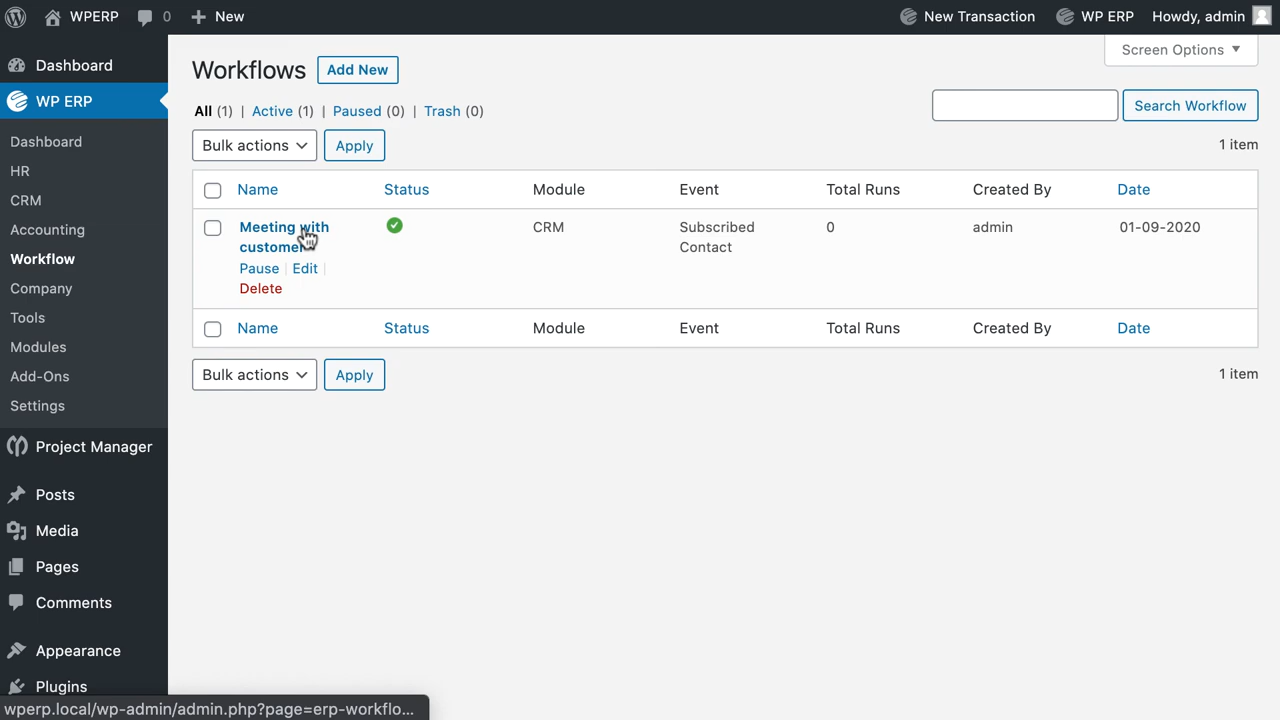 WPERP 0 New New Transaction WP ERP Howdy, admin
Screen Options
Dashboard
WP ERP
Dashboard
HR
CRM
Accounting
Workflow
Company
Tools
Modules
Add-Ons
Settings
Project Manager
Posts
Media
Pages
Comments
Appearance
Plugins
Workflows Add New
All (1) | Active (1) | Paused (0) | Trash (0)
Search Workflow
Bulk actions Apply 1 item
Name Status Module Event Total Runs Created By Date
Meeting with CRM Subscribed 0 admin 01-09-2020
customer Contact
Pause | Edit |
Delete
Name Status Module Event Total Runs Created By Date
Bulk actions Apply 1 item
wperp.local/wp-admin/admin.php?page=erp-workflo...